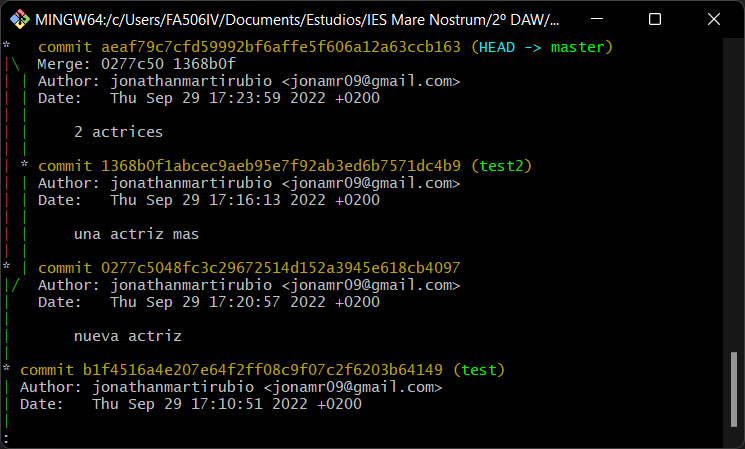 MINGW64:/c/Users/FA506IV/Documents/Estudios/IES Mare Nostrum/2º DAW/...
*   commit aeaf79c7cfd59992bf6affe5f606a12a63ccb163 (HEAD -> master)
|\  Merge: 0277c50 1368b0f
| | Author: jonathanmartirubio <jonamr09@gmail.com>
| | Date:   Thu Sep 29 17:23:59 2022 +0200
| |
| |     2 actrices
| |
| * commit 1368b0f1abcec9aeb95e7f92ab3ed6b7571dc4b9 (test2)
| | Author: jonathanmartirubio <jonamr09@gmail.com>
| | Date:   Thu Sep 29 17:16:13 2022 +0200
| |
| |     una actriz mas
| |
* | commit 0277c5048fc3c29672514d152a3945e618cb4097
|/  Author: jonathanmartirubio <jonamr09@gmail.com>
|   Date:   Thu Sep 29 17:20:57 2022 +0200
|
|       nueva actriz
|
* commit b1f4516a4e207e64f2ff08c9f07c2f6203b64149 (test)
| Author: jonathanmartirubio <jonamr09@gmail.com>
| Date:   Thu Sep 29 17:10:51 2022 +0200
|
: